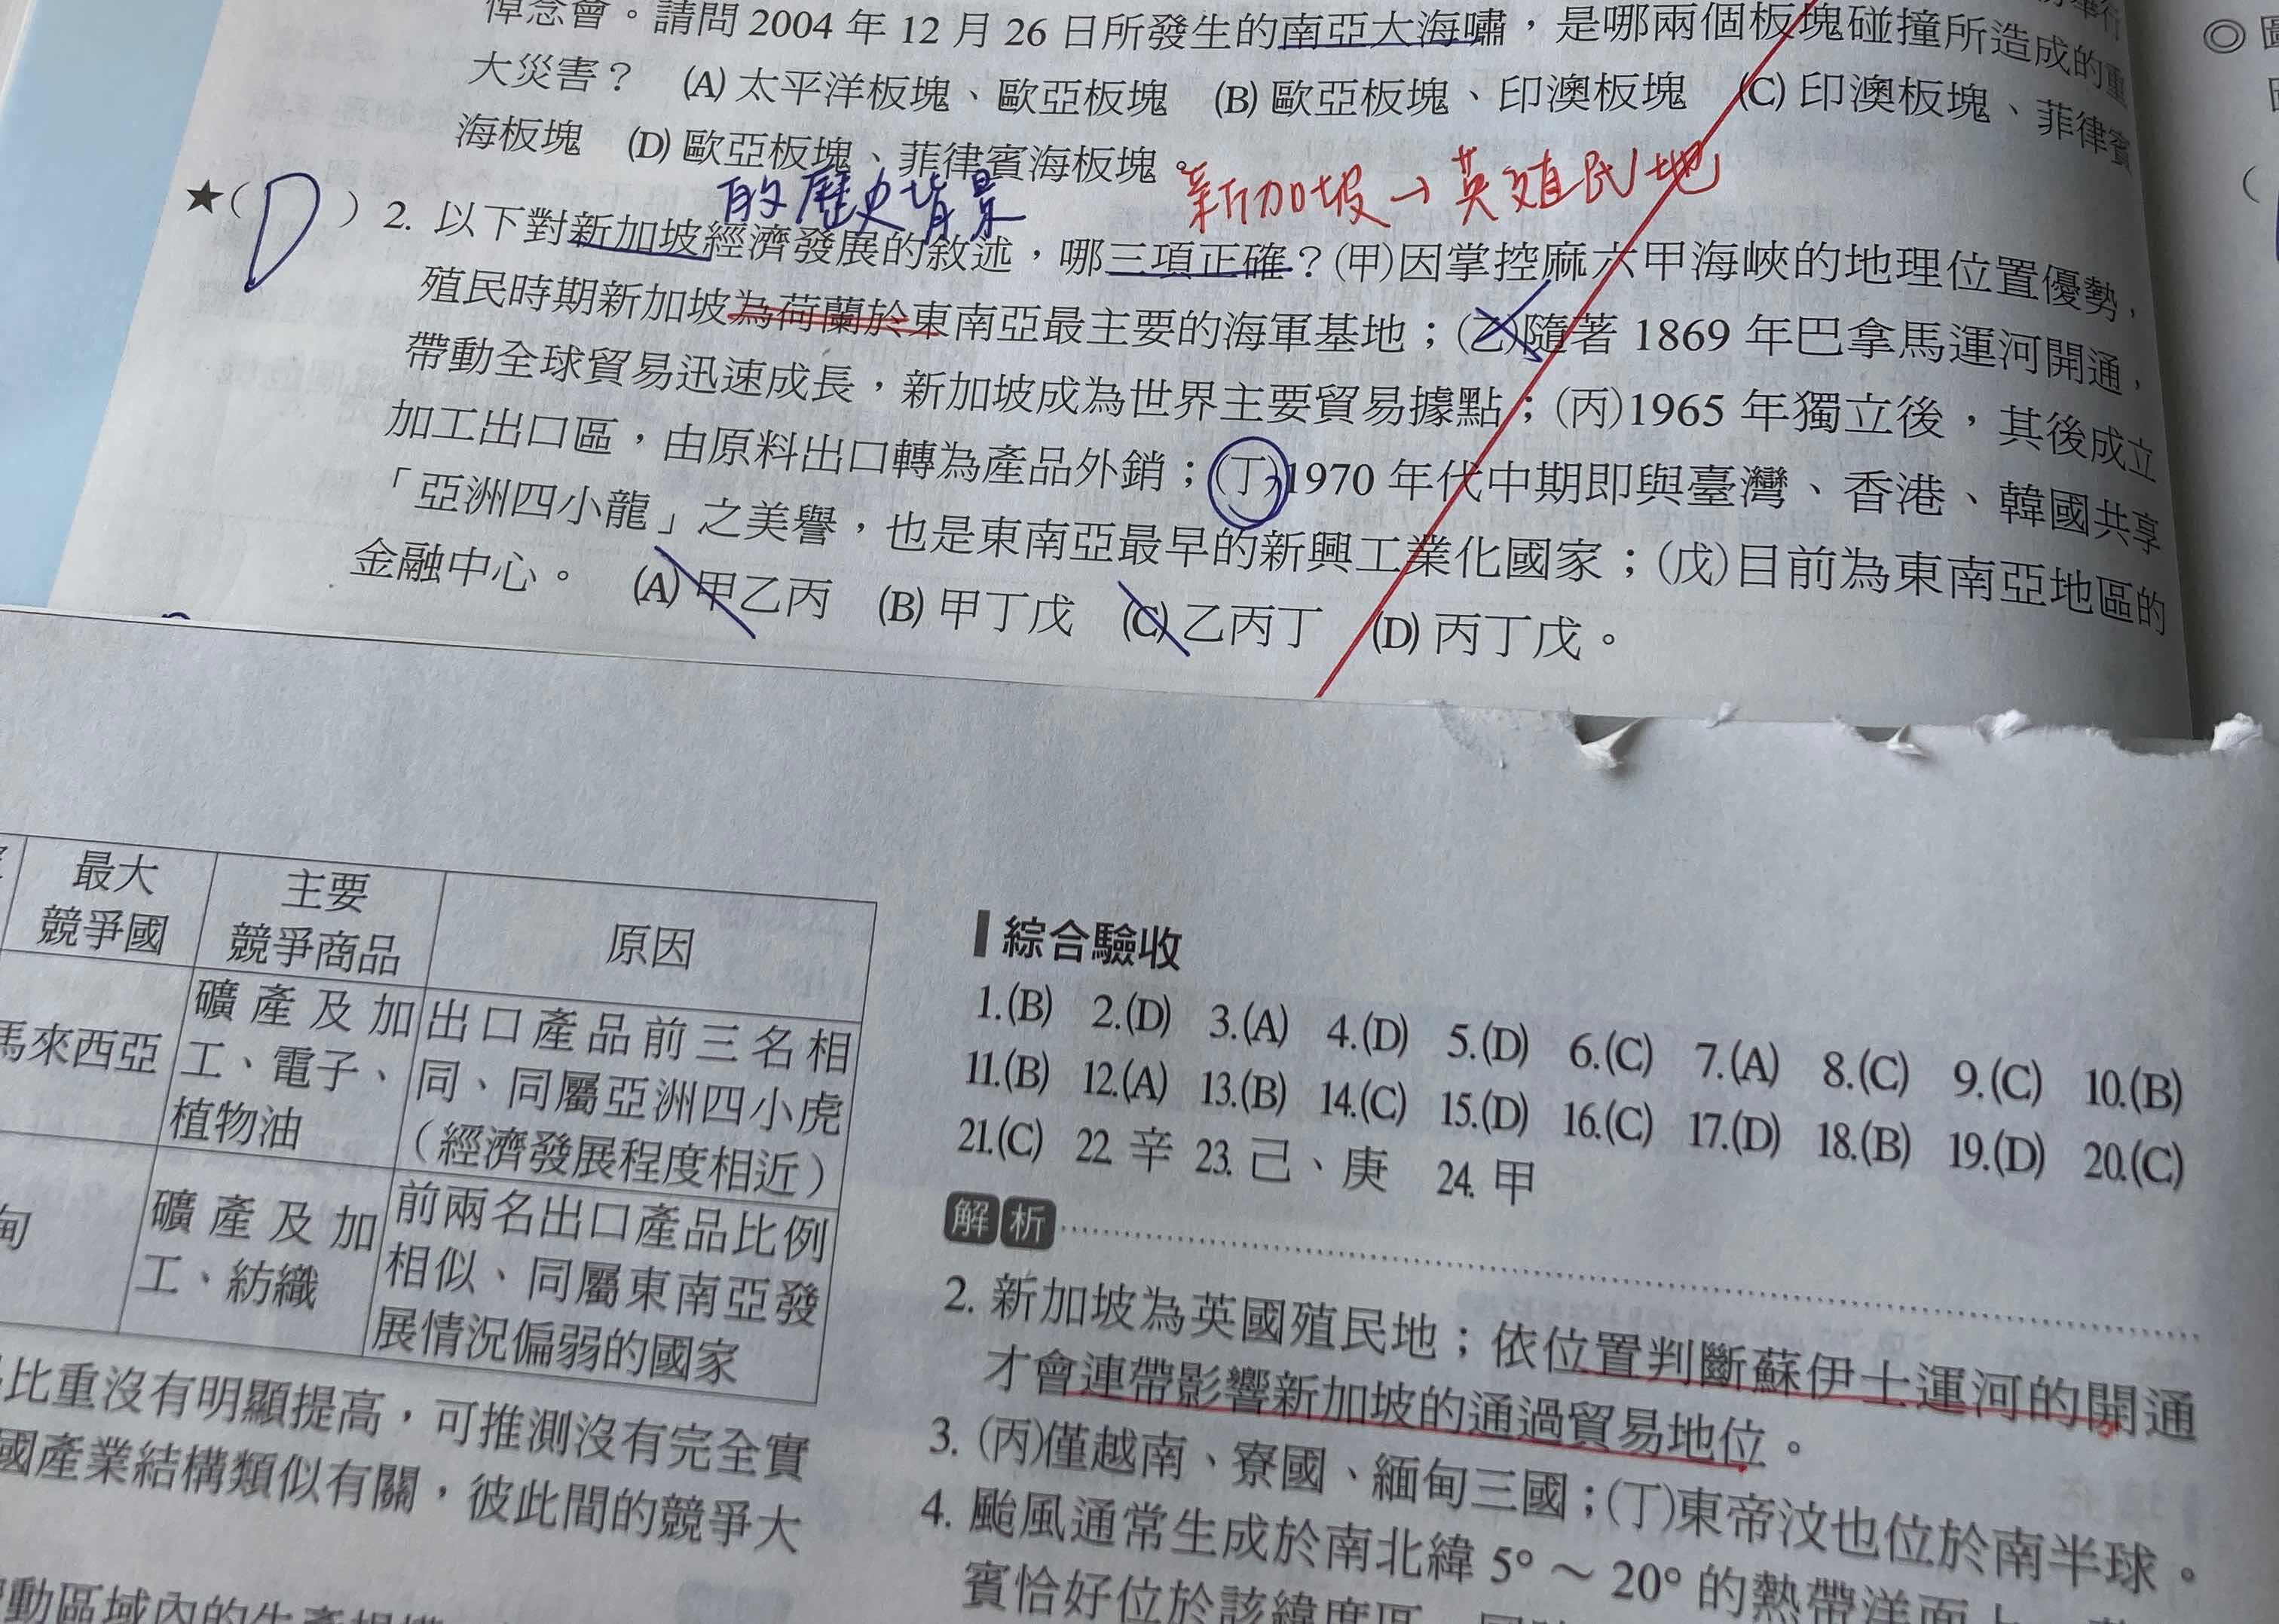 悼念會。請問 2004 年 12 月 26 日所發生的南亞大海嘯，是哪兩個板塊碰撞所造成的重
大災害？ (A) 太平洋板塊、歐亞板塊 (B) 歐亞板塊、印澳板塊 (C) 印澳板塊、菲律賓
海板塊 (D) 歐亞板塊、菲律賓海板塊。
的歷史背景
新加坡→英殖民地
★( D ) 2. 以下對新加坡經濟發展的敘述，哪三項正確？(甲)因掌控麻六甲海峽的地理位置優勢，
殖民時期新加坡為荷蘭於東南亞最主要的海軍基地；(乙)隨著 1869 年巴拿馬運河開通，
帶動全球貿易迅速成長，新加坡成為世界主要貿易據點；(丙)1965 年獨立後，其後成立
加工出口區，由原料出口轉為產品外銷；(丁)1970 年代中期即與臺灣、香港、韓國共享
「亞洲四小龍」之美譽，也是東南亞最早的新興工業化國家；(戊)目前為東南亞地區的
金融中心。 (A) 甲乙丙 (B) 甲丁戊 (C) 乙丙丁 (D) 丙丁戊。
最大
競爭國
主要
競爭商品
原因
馬來西亞
礦產及加
工、電子、
植物油
出口產品前三名相
同、同屬亞洲四小虎
（經濟發展程度相近）
甸
礦產及加
工、紡織
前兩名出口產品比例
相似、同屬東南亞發
展情況偏弱的國家
比重沒有明顯提高，可推測沒有完全實
國產業結構類似有關，彼此間的競爭大
動區域內的生產
綜合驗收
1.(B) 2.(D) 3.(A) 4.(D) 5.(D) 6.(C) 7.(A) 8.(C) 9.(C) 10.(B)
11.(B) 12.(A) 13.(B) 14.(C) 15.(D) 16.(C) 17.(D) 18.(B) 19.(D) 20.(C)
21.(C) 22. 辛 23. 己、庚 24. 甲
解析
2. 新加坡為英國殖民地；依位置判斷蘇伊士運河的開通
才會連帶影響新加坡的通過貿易地位。
3. (丙)僅越南、寮國、緬甸三國；(丁)東帝汶也位於南半球。
4. 颱風通常生成於南北緯 5° ～ 20° 的熱帶洋面上
賓恰好位於該緯度區